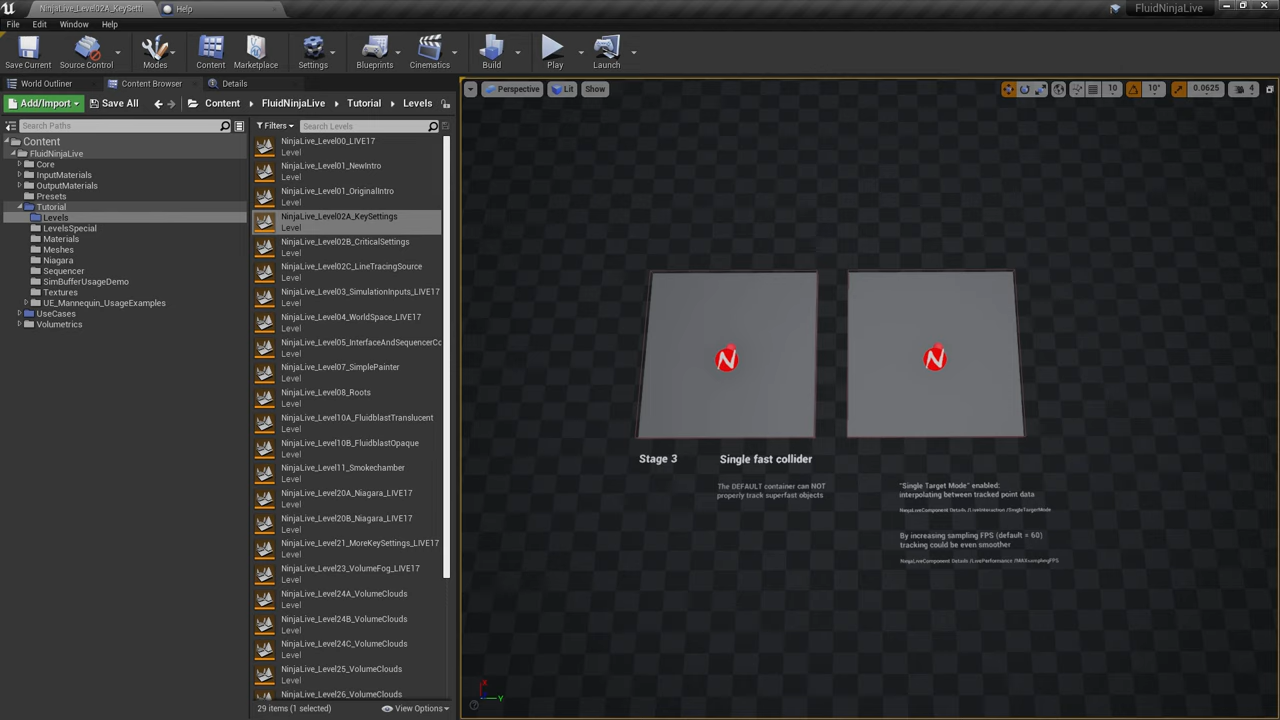 NinjaLive_Level02A_KeySetti
Help
FluidNinjaLive
File
Edit
Window
Help
Save Current
Source Control
Modes
Content
Marketplace
Settings
Blueprints
Cinematics
Build
Play
Launch
World Outliner
Content Browser
Details
Perspective
Lit
Show
10
10°
0.0625
4
Add/Import
Save All
Content
FluidNinjaLive
Tutorial
Levels
Search Paths
Filters
Search Levels
Content
FluidNinjaLive
Core
InputMaterials
OutputMaterials
Presets
Tutorial
Levels
LevelsSpecial
Materials
Meshes
Niagara
Sequencer
SimBufferUsageDemo
Textures
UE_Mannequin_UsageExamples
UseCases
Volumetrics
NinjaLive_Level00_LIVE17
Level
NinjaLive_Level01_NewIntro
Level
NinjaLive_Level01_OriginalIntro
Level
NinjaLive_Level02A_KeySettings
Level
NinjaLive_Level02B_CriticalSettings
Level
NinjaLive_Level02C_LineTracingSource
Level
NinjaLive_Level03_SimulationInputs_LIVE17
Level
NinjaLive_Level04_WorldSpace_LIVE17
Level
NinjaLive_Level05_InterfaceAndSequencerCo
Level
NinjaLive_Level07_SimplePainter
Level
NinjaLive_Level08_Roots
Level
NinjaLive_Level10A_FluidblastTranslucent
Level
NinjaLive_Level10B_FluidblastOpaque
Level
NinjaLive_Level11_Smokechamber
Level
NinjaLive_Level20A_Niagara_LIVE17
Level
NinjaLive_Level20B_Niagara_LIVE17
Level
NinjaLive_Level21_MoreKeySettings_LIVE17
Level
NinjaLive_Level23_VolumeFog_LIVE17
Level
NinjaLive_Level24A_VolumeClouds
Level
NinjaLive_Level24B_VolumeClouds
Level
NinjaLive_Level24C_VolumeClouds
Level
NinjaLive_Level25_VolumeClouds
Level
NinjaLive_Level26_VolumeClouds
29 items (1 selected)
View Options
N
N
Stage 3
Single fast collider
The DEFAULT container can NOT
properly track superfast objects
"Single Target Mode" enabled:
interpolating between tracked point data
NinjaLiveComponent Details /LiveInteraction /SingleTargetMode
By increasing sampling FPS (default = 60)
tracking could be even smoother
NinjaLiveComponent Details /LivePerformance /MAXsamplingFPS
X
Y